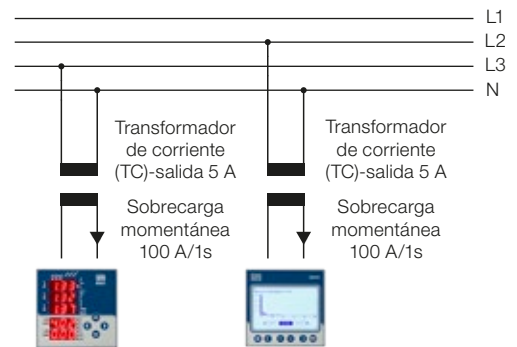 L1
L2
L3
N
Transformador
de corriente
(TC)-salida 5 A
Sobrecarga
momentánea
100 A/1s
Transformador
de corriente
(TC)-salida 5 A
Sobrecarga
momentánea
100 A/1s